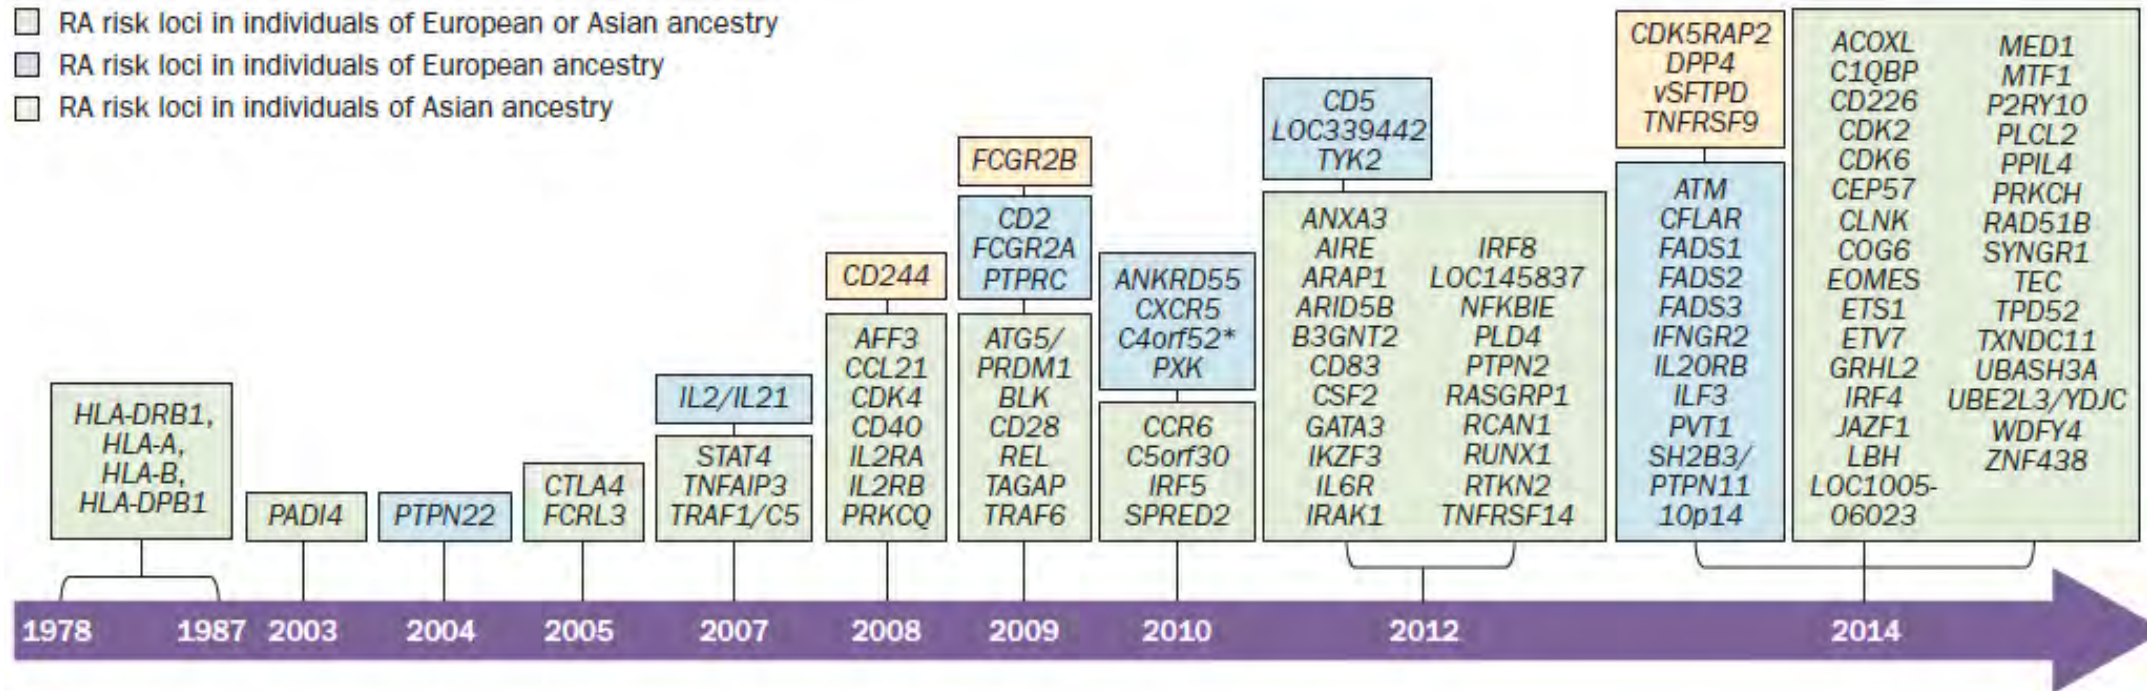 RA risk loci in individuals of European or Asian ancestry
RA risk loci in individuals of European ancestry
RA risk loci in individuals of Asian ancestry
HLA-DRB1,
HLA-A,
HLA-B,
HLA-DPB1
PADI4
PTPN22
CTLA4
FCRL3
IL2/IL21
STAT4
TNFAIP3
TRAF1/C5
CD244
AFF3
CCL21
CDK4
CD40
IL2RA
IL2RB
PRKCQ
FCGR2B
CD2
FCGR2A
PTPRC
ATG5/
PRDM1
BLK
CD28
REL
TAGAP
TRAF6
ANKRD55
CXCR5
C4orf52*
PXK
CCR6
C5orf30
IRF5
SPRED2
CD5
LOC339442
TYK2
ANXA3
AIRE
ARAP1
ARID5B
B3GNT2
CD83
CSF2
GATA3
IKZF3
IL6R
IRAK1
IRF8
LOC145837
NFKBIE
PLD4
PTPN2
RASGRP1
RCAN1
RUNX1
RTKN2
TNFRSF14
CDK5RAP2
DPP4
vSFTPD
TNFRSF9
ATM
CFLAR
FADS1
FADS2
FADS3
IFNGR2
IL20RB
ILF3
PVT1
SH2B3/
PTPN11
10p14
ACOXL
C1QBP
CD226
CDK2
CDK6
CEP57
CLNK
COG6
EOMES
ETS1
ETV7
GRHL2
IRF4
JAZF1
LBH
LOC1005-
06023
MED1
MTF1
P2RY10
PLCL2
PPIL4
PRKCH
RAD51B
SYNGR1
TEC
TPD52
TXNDC11
UBASH3A
UBE2L3/YDJC
WDFY4
ZNF438
1978 1987 2003 2004 2005 2007 2008 2009 2010 2012 2014